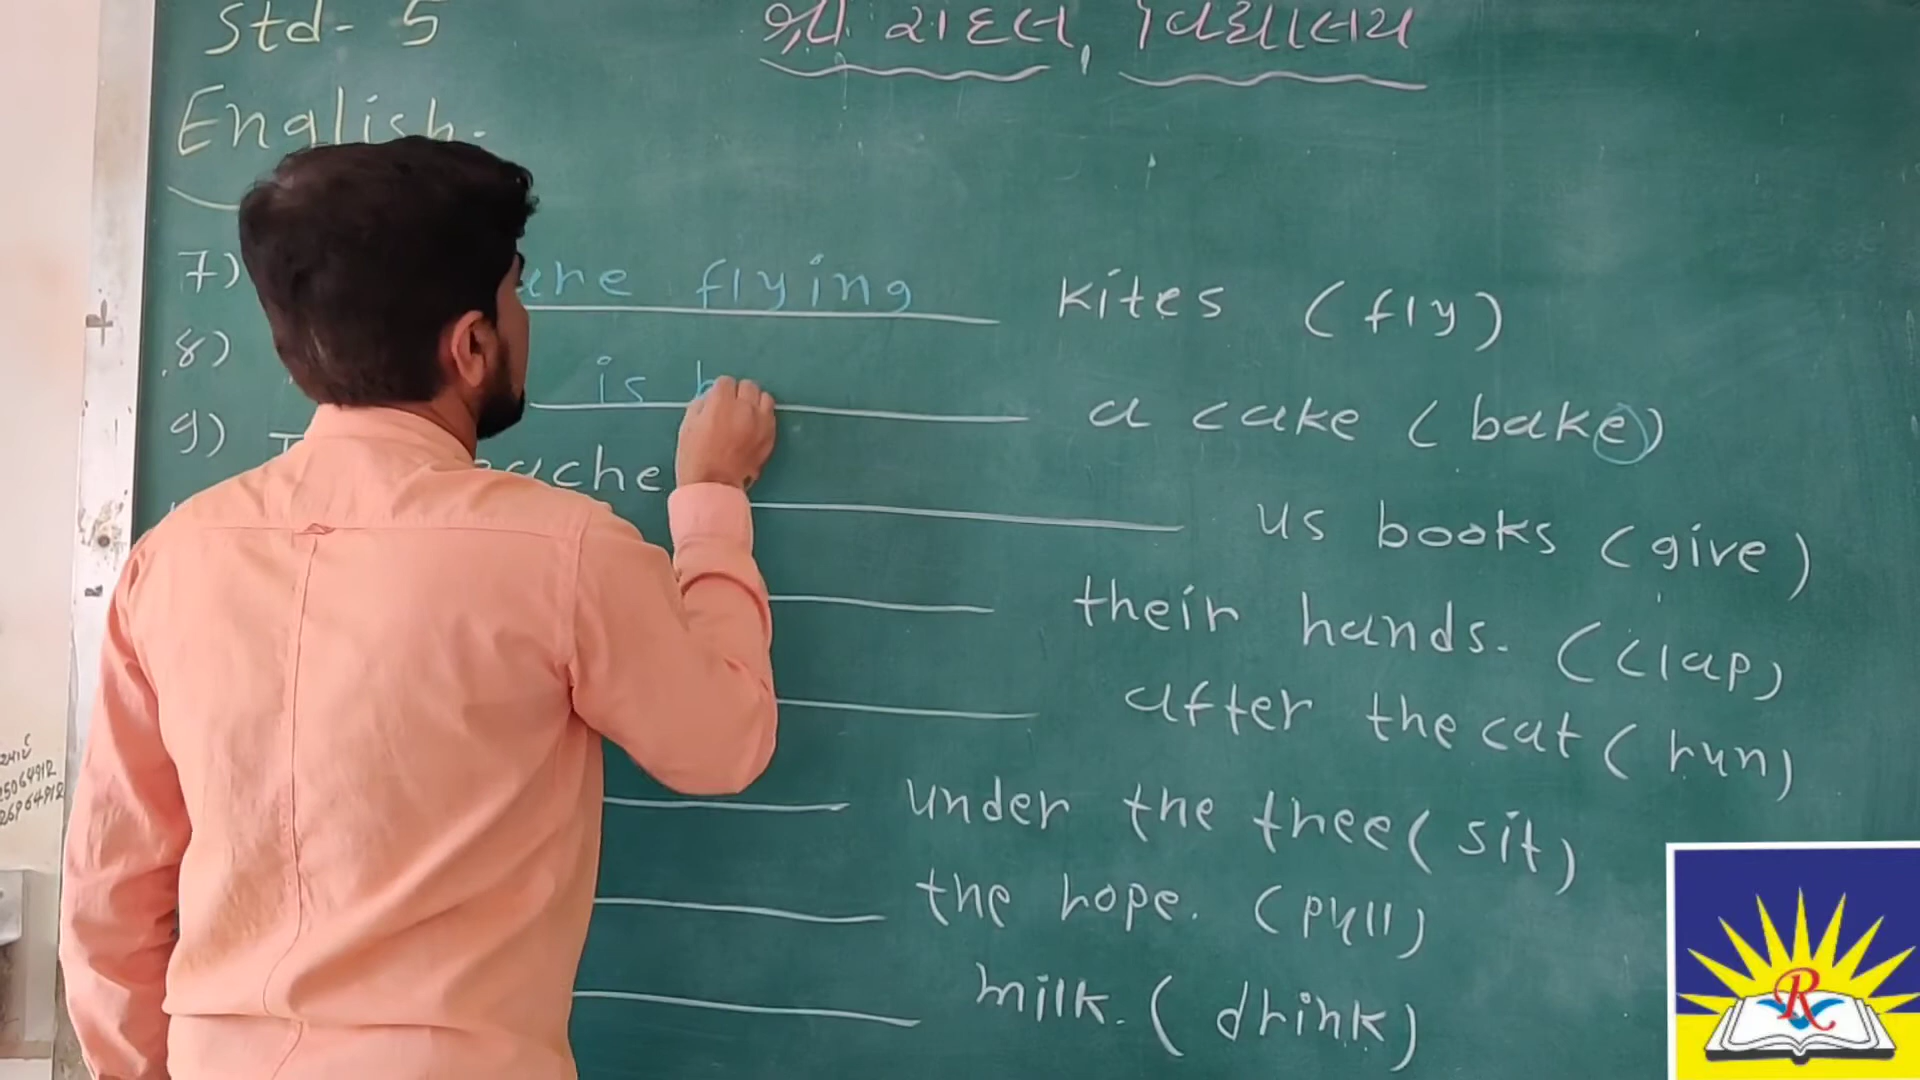 Std- 5
શ્રી રાદલ, વિદ્યાલય
English.
7) are flying kites (fly)
8) is b a cake (bake)
9) us books (give)
their hands. (clap)
after the cat (run)
under the tree (sit)
the rope. (pull)
milk. (drink)
R